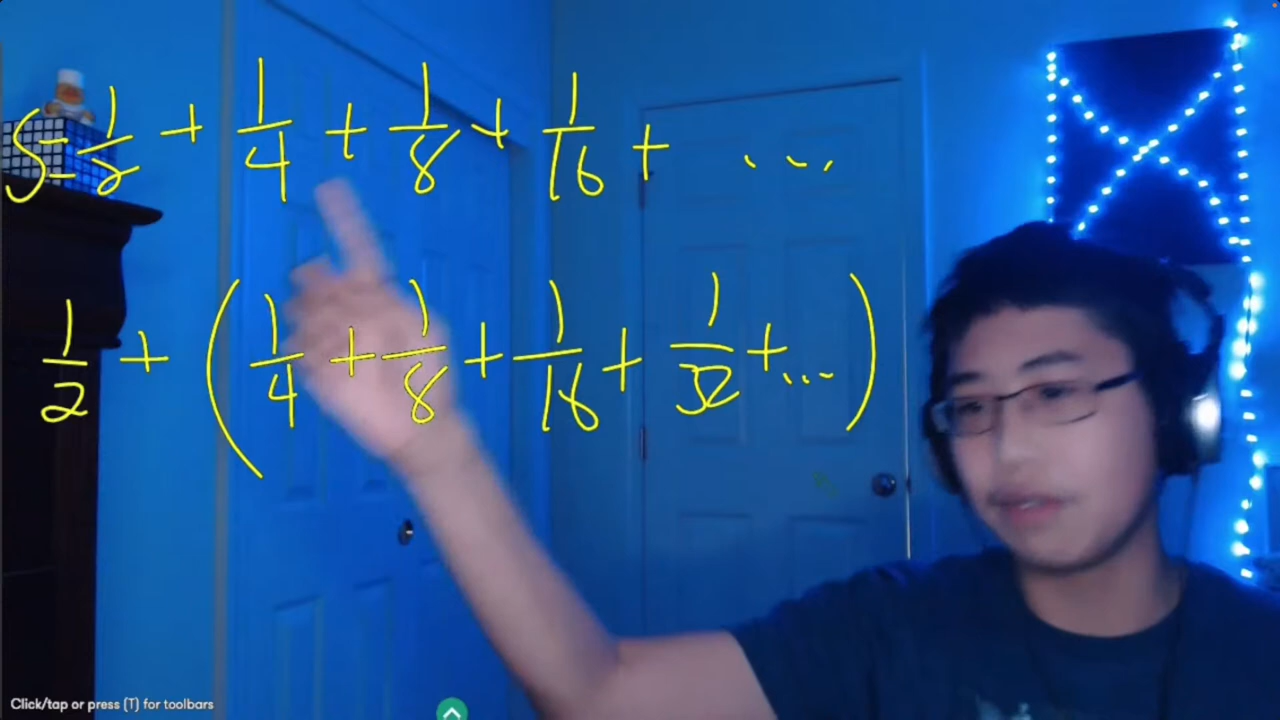 S = 1/2 + 1/4 + 1/8 + 1/16 + ...
1/2 + (1/4 + 1/8 + 1/16 + 1/32 + ...)
Click/tap or press (T) for toolbars